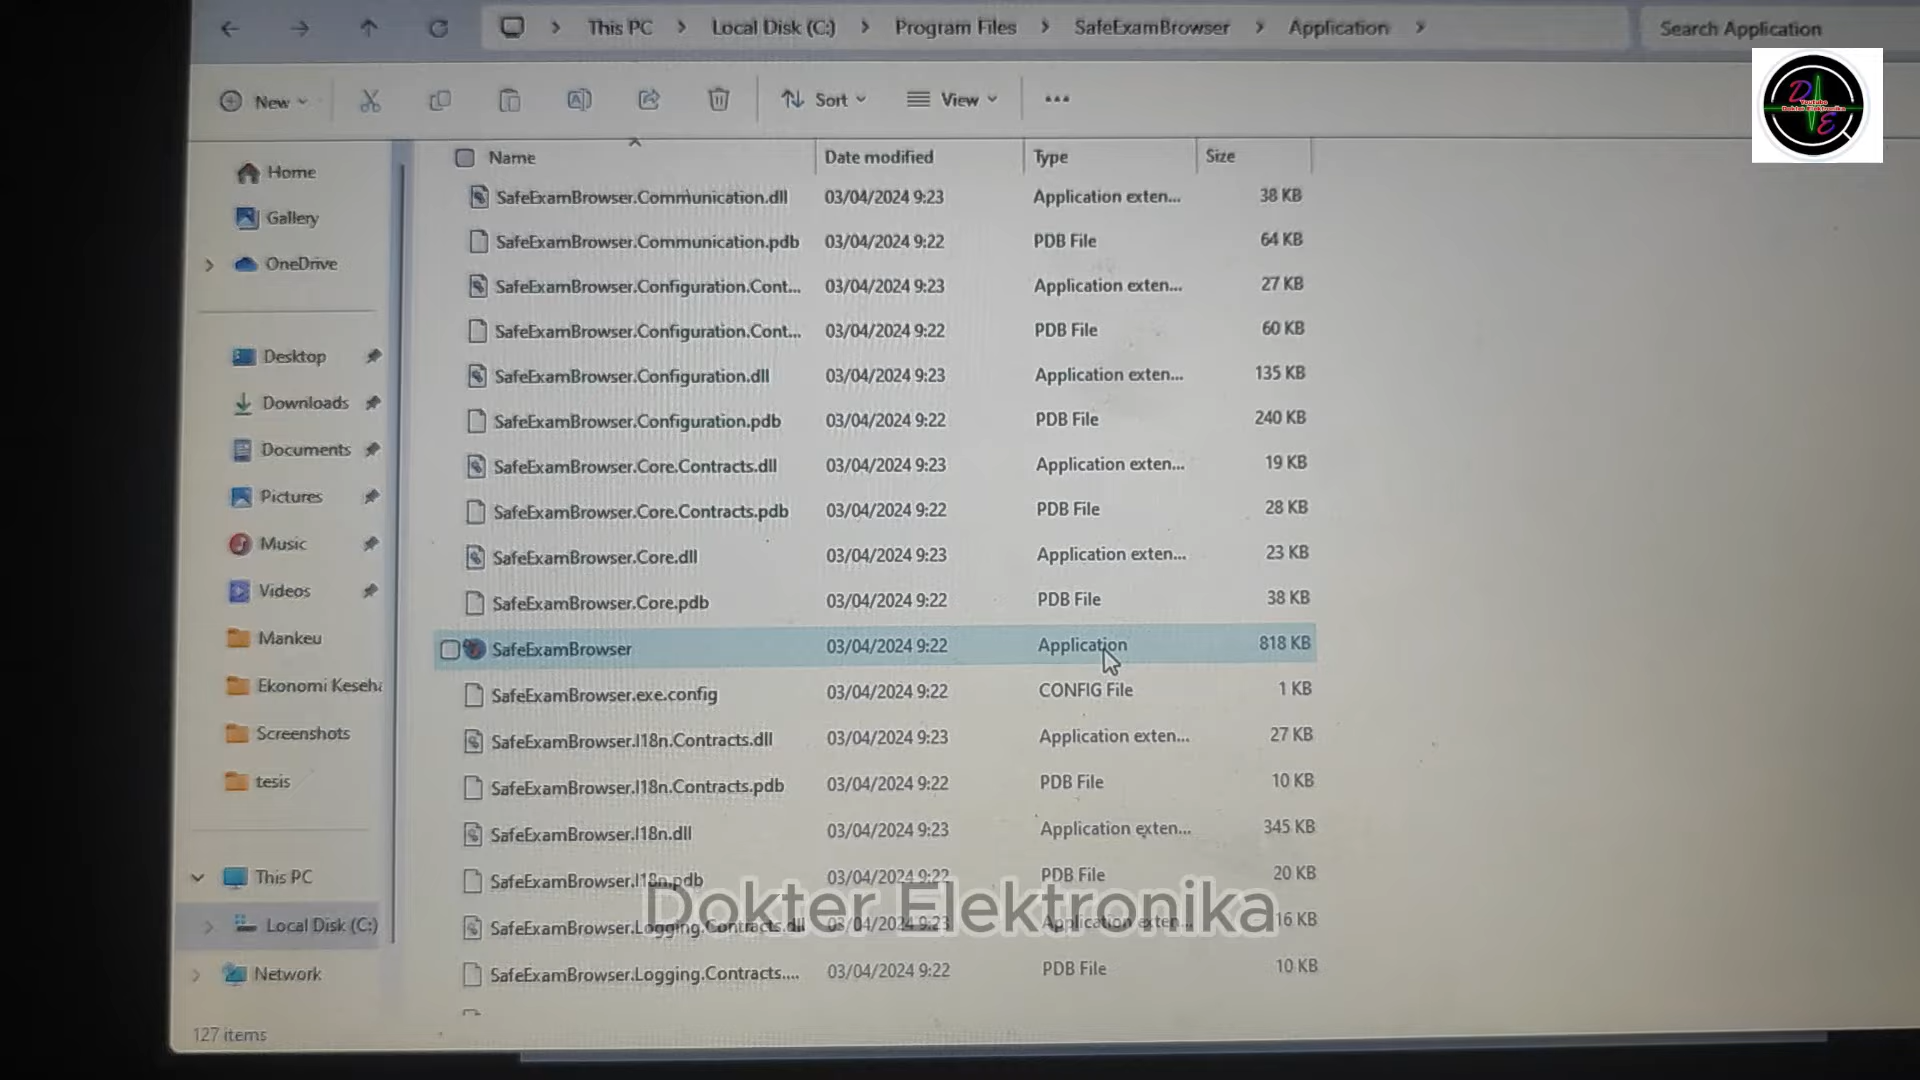 This PC > Local Disk (C:) > Program Files > SafeExamBrowser > Application >
Search Application
New
Sort
View
Name Date modified Type Size
Home
Gallery
OneDrive
Desktop
Downloads
Documents
Pictures
Music
Videos
Mankeu
Ekonomi Keseha
Screenshots
tesis
This PC
Local Disk (C:)
Network
SafeExamBrowser.Communication.dll 03/04/2024 9:23 Application exten... 38 KB
SafeExamBrowser.Communication.pdb 03/04/2024 9:22 PDB File 64 KB
SafeExamBrowser.Configuration.Cont... 03/04/2024 9:23 Application exten... 27 KB
SafeExamBrowser.Configuration.Cont... 03/04/2024 9:22 PDB File 60 KB
SafeExamBrowser.Configuration.dll 03/04/2024 9:23 Application exten... 135 KB
SafeExamBrowser.Configuration.pdb 03/04/2024 9:22 PDB File 240 KB
SafeExamBrowser.Core.Contracts.dll 03/04/2024 9:23 Application exten... 19 KB
SafeExamBrowser.Core.Contracts.pdb 03/04/2024 9:22 PDB File 28 KB
SafeExamBrowser.Core.dll 03/04/2024 9:23 Application exten... 23 KB
SafeExamBrowser.Core.pdb 03/04/2024 9:22 PDB File 38 KB
SafeExamBrowser 03/04/2024 9:22 Application 818 KB
SafeExamBrowser.exe.config 03/04/2024 9:22 CONFIG File 1 KB
SafeExamBrowser.I18n.Contracts.dll 03/04/2024 9:23 Application exten... 27 KB
SafeExamBrowser.I18n.Contracts.pdb 03/04/2024 9:22 PDB File 10 KB
SafeExamBrowser.I18n.dll 03/04/2024 9:23 Application exten... 345 KB
SafeExamBrowser.I18n.pdb 03/04/2024 9:22 PDB File 20 KB
SafeExamBrowser.Logging.Contracts.dll 03/04/2024 9:23 Application exten... 16 KB
SafeExamBrowser.Logging.Contracts.... 03/04/2024 9:22 PDB File 10 KB
127 items
Dokter Elektronika
D
Youtube
Dokter Elektronika
E